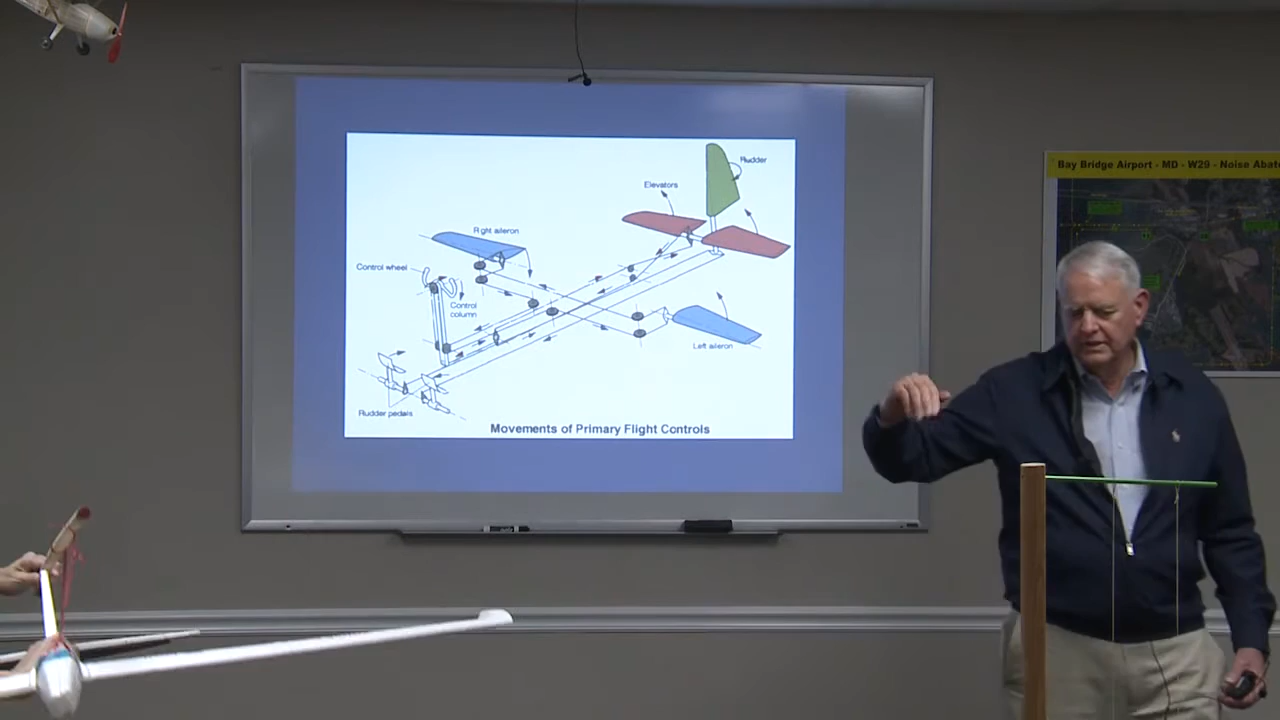 Rudder
Elevators
Right aileron
Control wheel
Control
column
Left aileron
Rudder pedals
Movements of Primary Flight Controls
Bay Bridge Airport - MD - W29 - Noise Abat